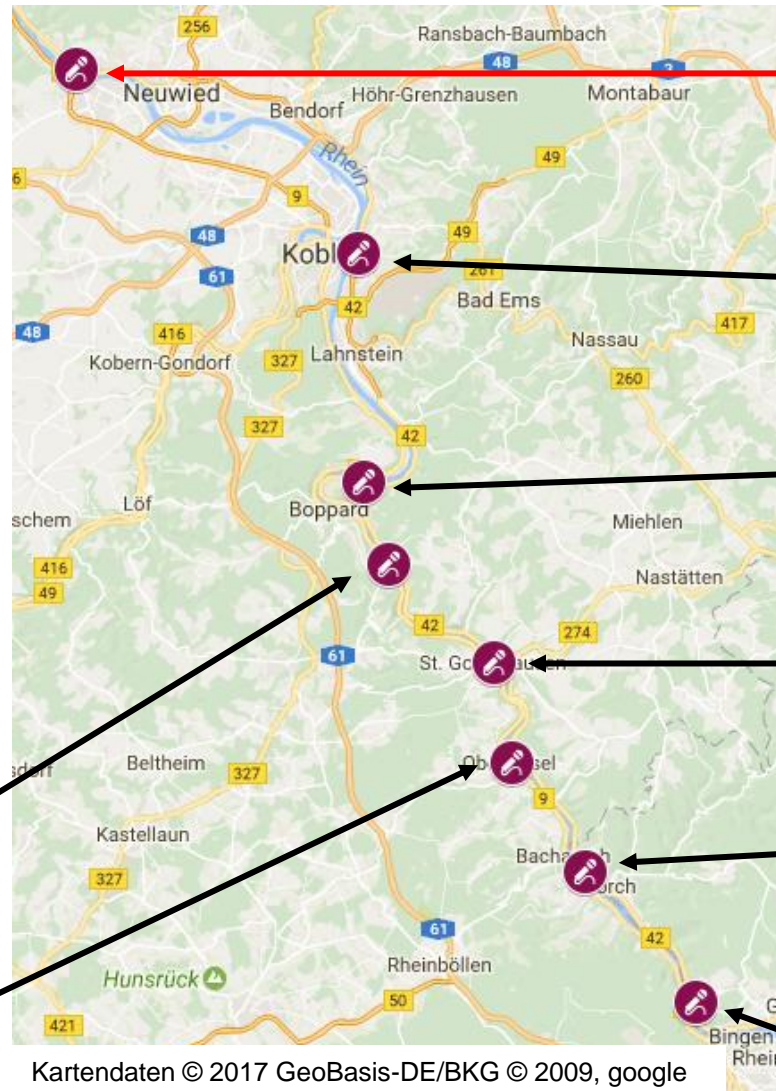 256
Ransbach-Baumbach
48
3
Neuwied
Höhr-Grenzhausen
Montabaur
Bendorf
Rhein
49
6
9
48
49
Kobl
61
261
42
Bad Ems
48
416
417
Nassau
Kobern-Gondorf
327
Lahnstein
260
327
42
Löf
Boppard
schem
Miehlen
416
49
Nastätten
42
274
61
St. Go
ausen
Beltheim
sdorf
327
Ob
sel
9
Kastellaun
Bacha
h
327
orch
61
42
Rheinböllen
Hunsrück
50
G
421
Bingen
Rhei
Kartendaten © 2017 GeoBasis-DE/BKG © 2009, google